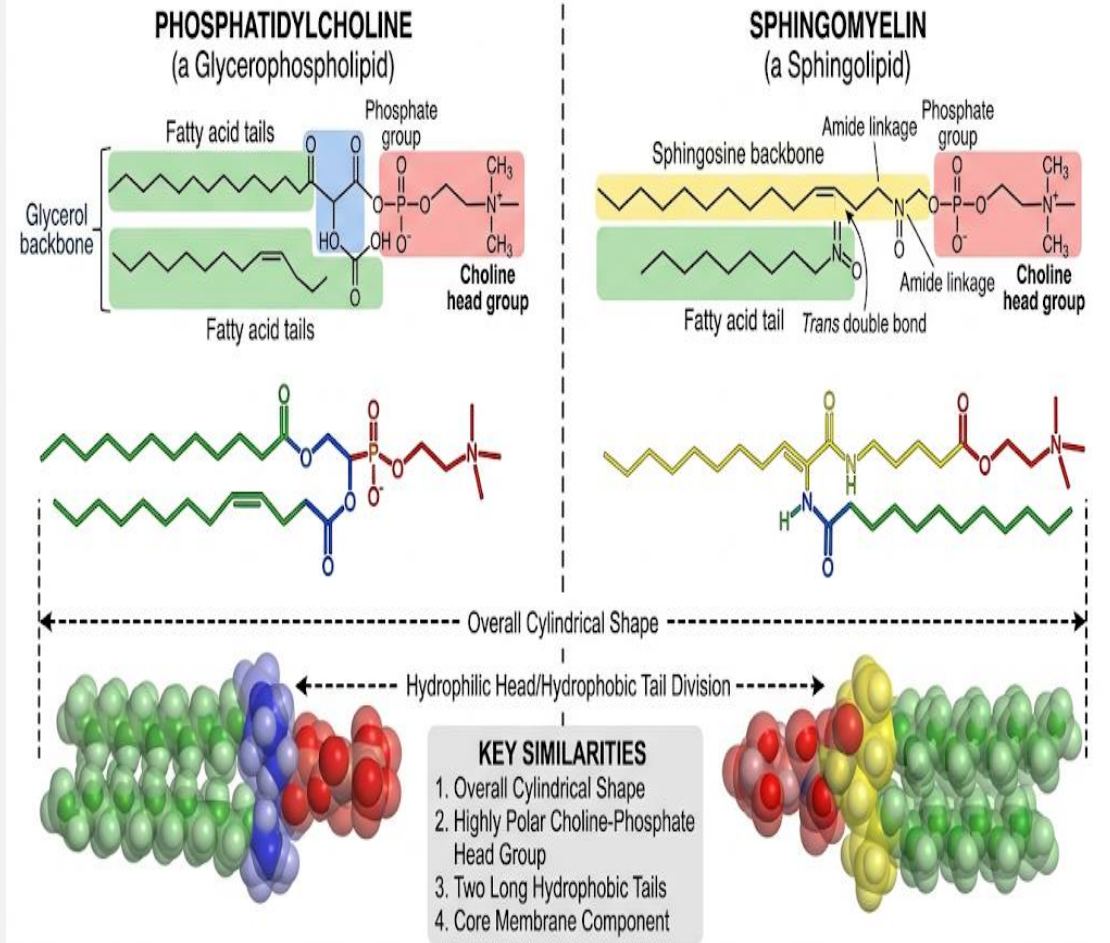 PHOSPHATIDYLCHOLINE
(a Glycerophospholipid)
Fatty acid tails
Phosphate
group
O
O
O
CH₃
O
P
O
N⁺
HO
OH
O⁻
CH₃
O
Glycerol
backbone
Choline
head group
Fatty acid tails
SPHINGOMYELIN
(a Sphingolipid)
Sphingosine backbone
Amide linkage
Phosphate
group
O
CH₃
N
O
P
O
N⁺
O
O⁻
CH₃
N
O
Amide linkage
Choline
head group
Fatty acid tail
Trans double bond
O
O
O
P
O
N
O⁻
O
O
O
O
N
H
O
N
H
N
O
Overall Cylindrical Shape
Hydrophilic Head/Hydrophobic Tail Division
KEY SIMILARITIES
1. Overall Cylindrical Shape
2. Highly Polar Choline-Phosphate
Head Group
3. Two Long Hydrophobic Tails
4. Core Membrane Component